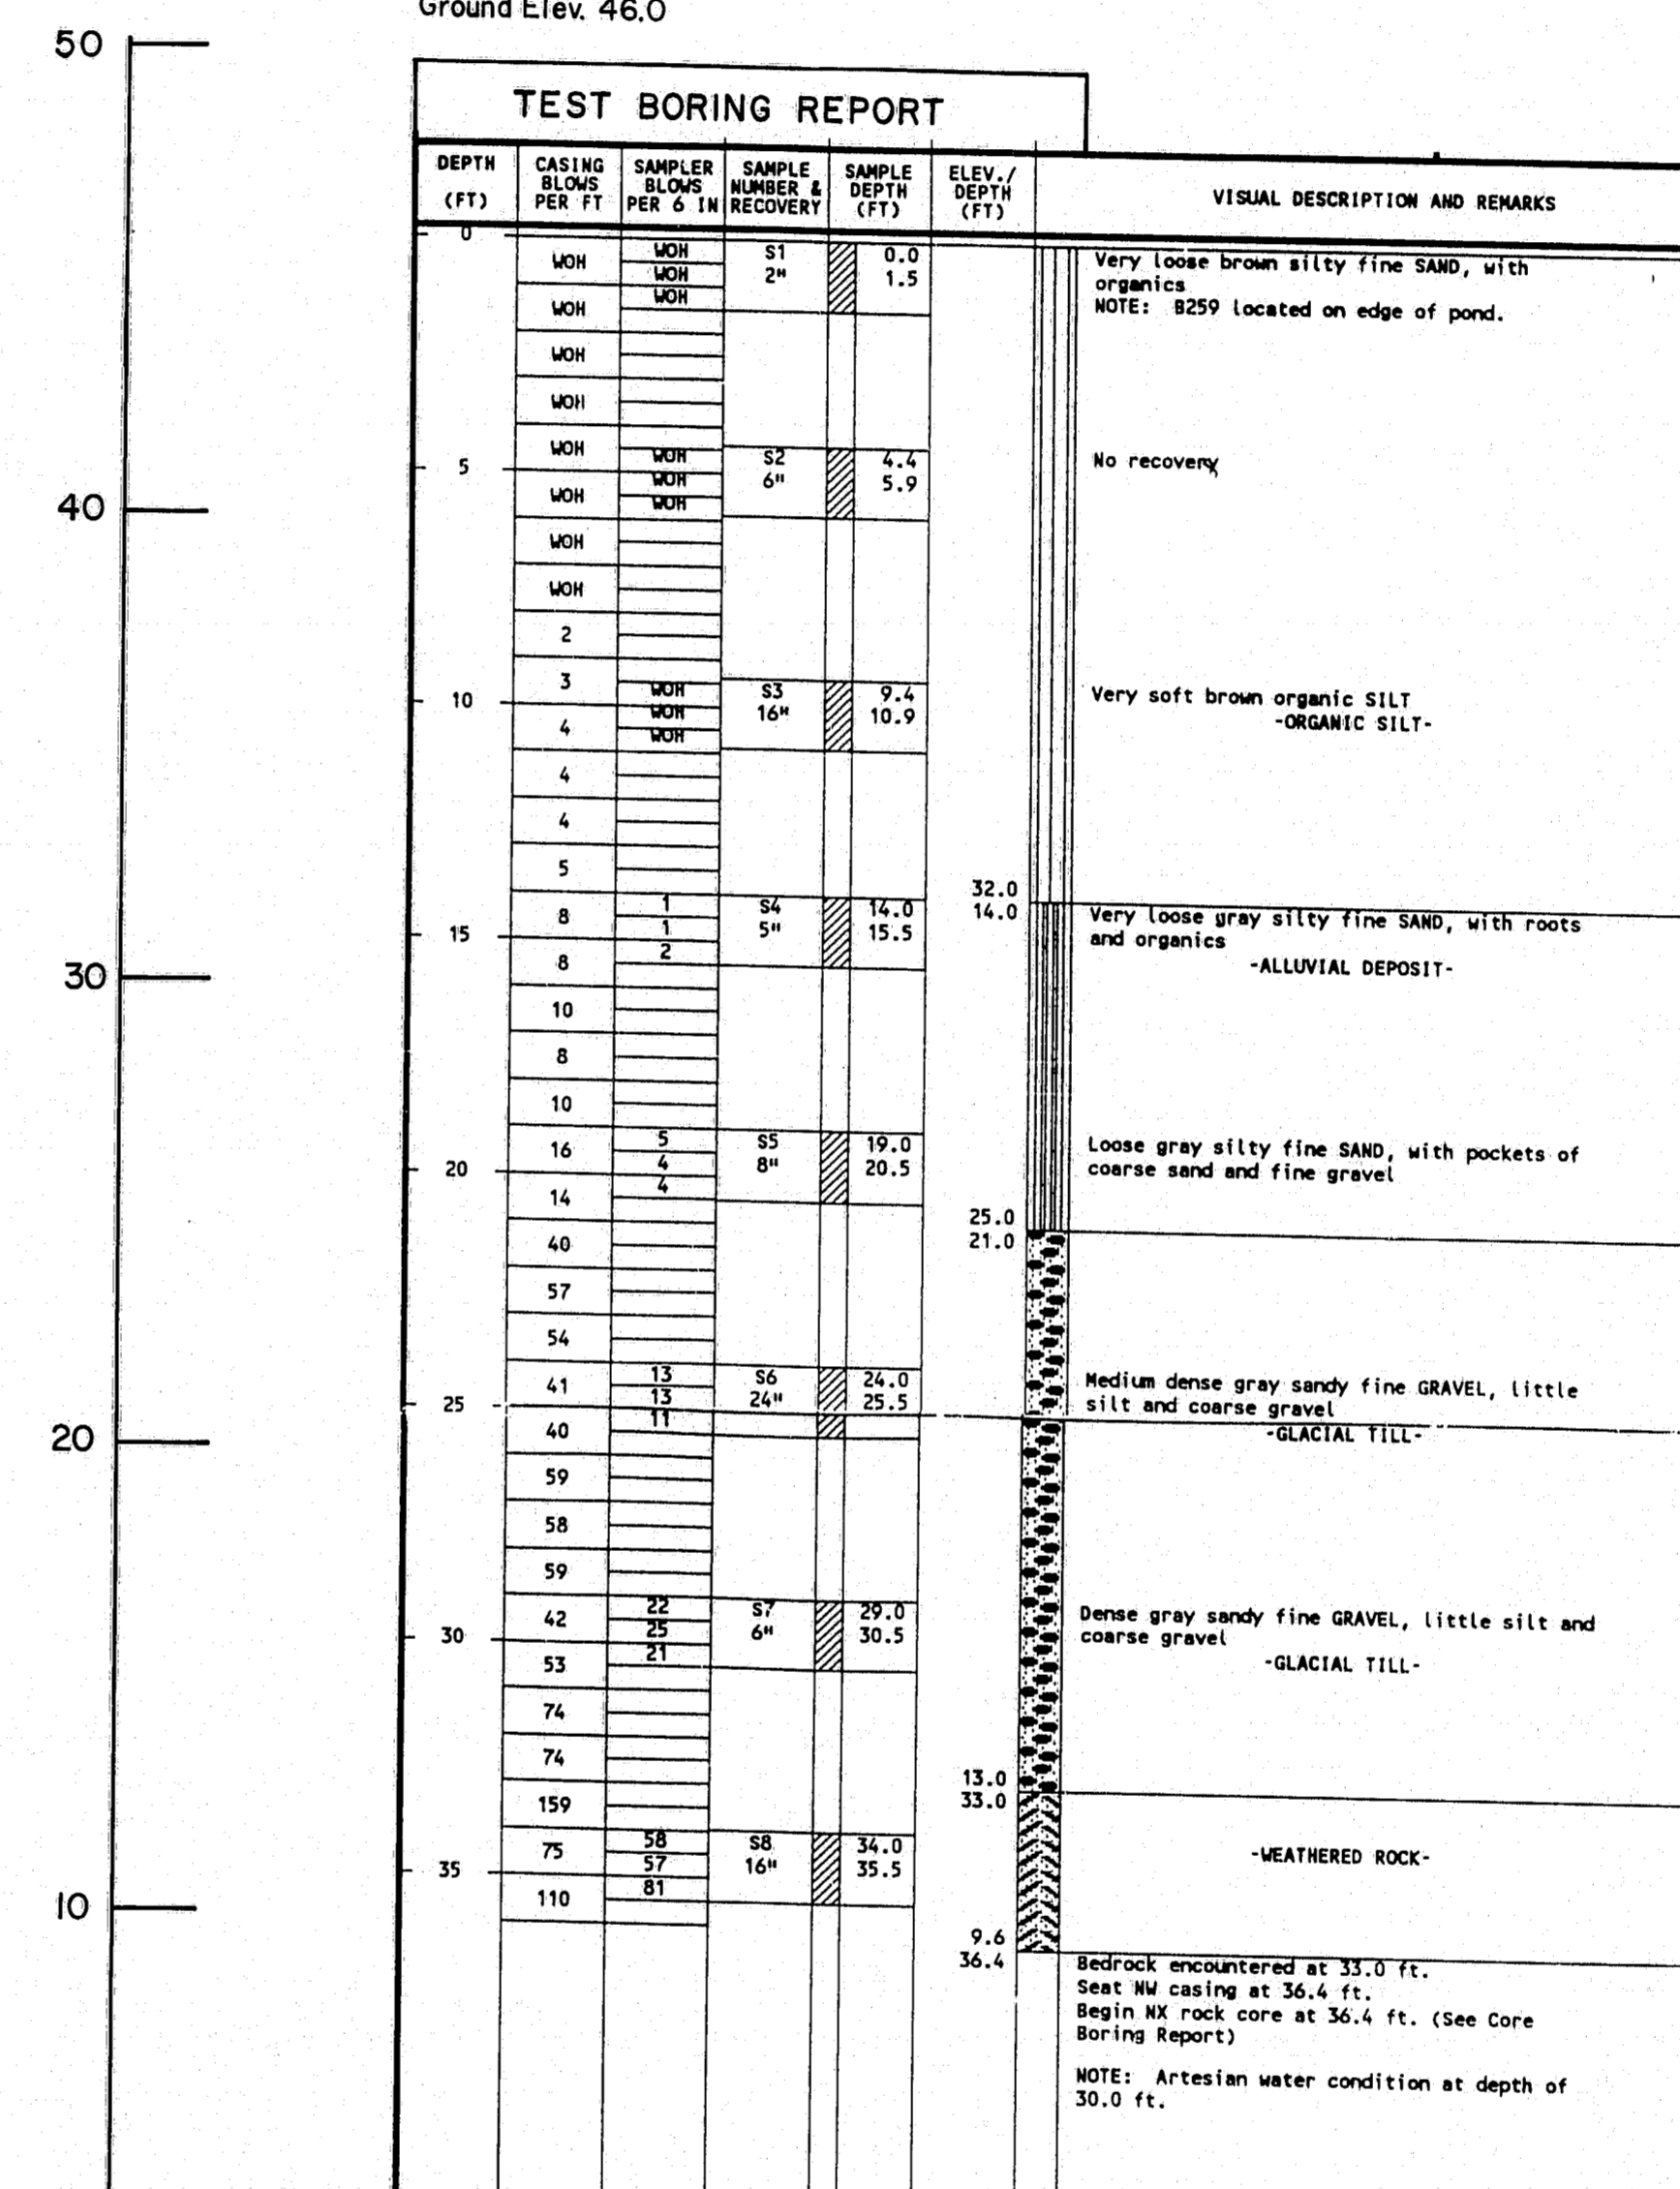 Ground Elev. 46.0
50
40
30
20
10
TEST BORING REPORT
DEPTH (FT)
CASING BLOWS PER FT
SAMPLER BLOWS PER 6 IN
SAMPLE NUMBER & RECOVERY
SAMPLE DEPTH (FT)
ELEV./ DEPTH (FT)
VISUAL DESCRIPTION AND REMARKS
0
WOH WOH S1 0.0 Very loose brown silty fine SAND, with
WOH 2" 1.5 organics
WOH WOH NOTE: B259 located on edge of pond.
WOH
WOH
WOH WOH S2 4.4 No recovery
5 WOH 6" 5.9
WOH WOH
WOH
WOH
2
3 WOH S3 9.4 Very soft brown organic SILT
10 WOH 16" 10.9 -ORGANIC SILT-
4 WOH
4
4
5
32.0
8 1 S4 14.0 14.0 Very loose gray silty fine SAND, with roots
15 1 5" 15.5 and organics
8 2 -ALLUVIAL DEPOSIT-
10
8
10
16 5 S5 19.0 Loose gray silty fine SAND, with pockets of
20 4 8" 20.5 coarse sand and fine gravel
14 4
25.0
40 21.0
57
54
41 13 S6 24.0 Medium dense gray sandy fine GRAVEL, little
25 13 24" 25.5 silt and coarse gravel
40 11 -GLACIAL TILL-
59
58
59
42 22 S7 29.0 Dense gray sandy fine GRAVEL, little silt and
30 25 6" 30.5 coarse gravel
53 21 -GLACIAL TILL-
74
74
13.0
159 33.0
75 58 S8 34.0 -WEATHERED ROCK-
35 57 16" 35.5
110 81
9.6
36.4 Bedrock encountered at 33.0 ft.
Seat NW casing at 36.4 ft.
Begin NX rock core at 36.4 ft. (See Core
Boring Report)
NOTE: Artesian water condition at depth of
30.0 ft.